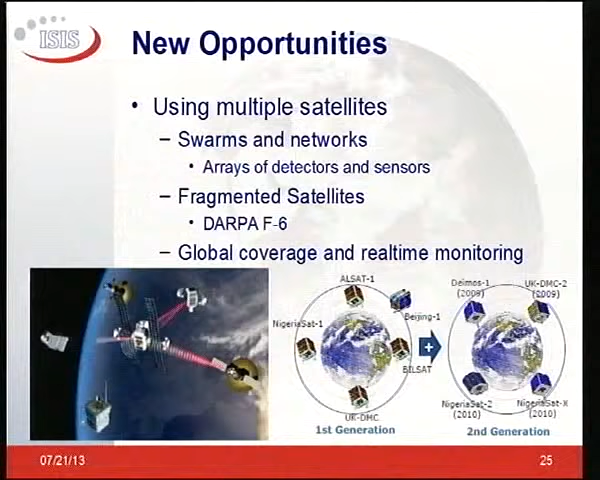 ISIS
New Opportunities
• Using multiple satellites
– Swarms and networks
• Arrays of detectors and sensors
– Fragmented Satellites
• DARPA F-6
– Global coverage and realtime monitoring
ALSAT-1
Beijing-1
NigeriaSat-1
BILSAT
UK-DMC
1st Generation
+
Deimos-1
(2009)
UK-DMC-2
(2009)
NigeriaSat-2
(2010)
NigeriaSat-X
(2010)
2nd Generation
07/21/13
25